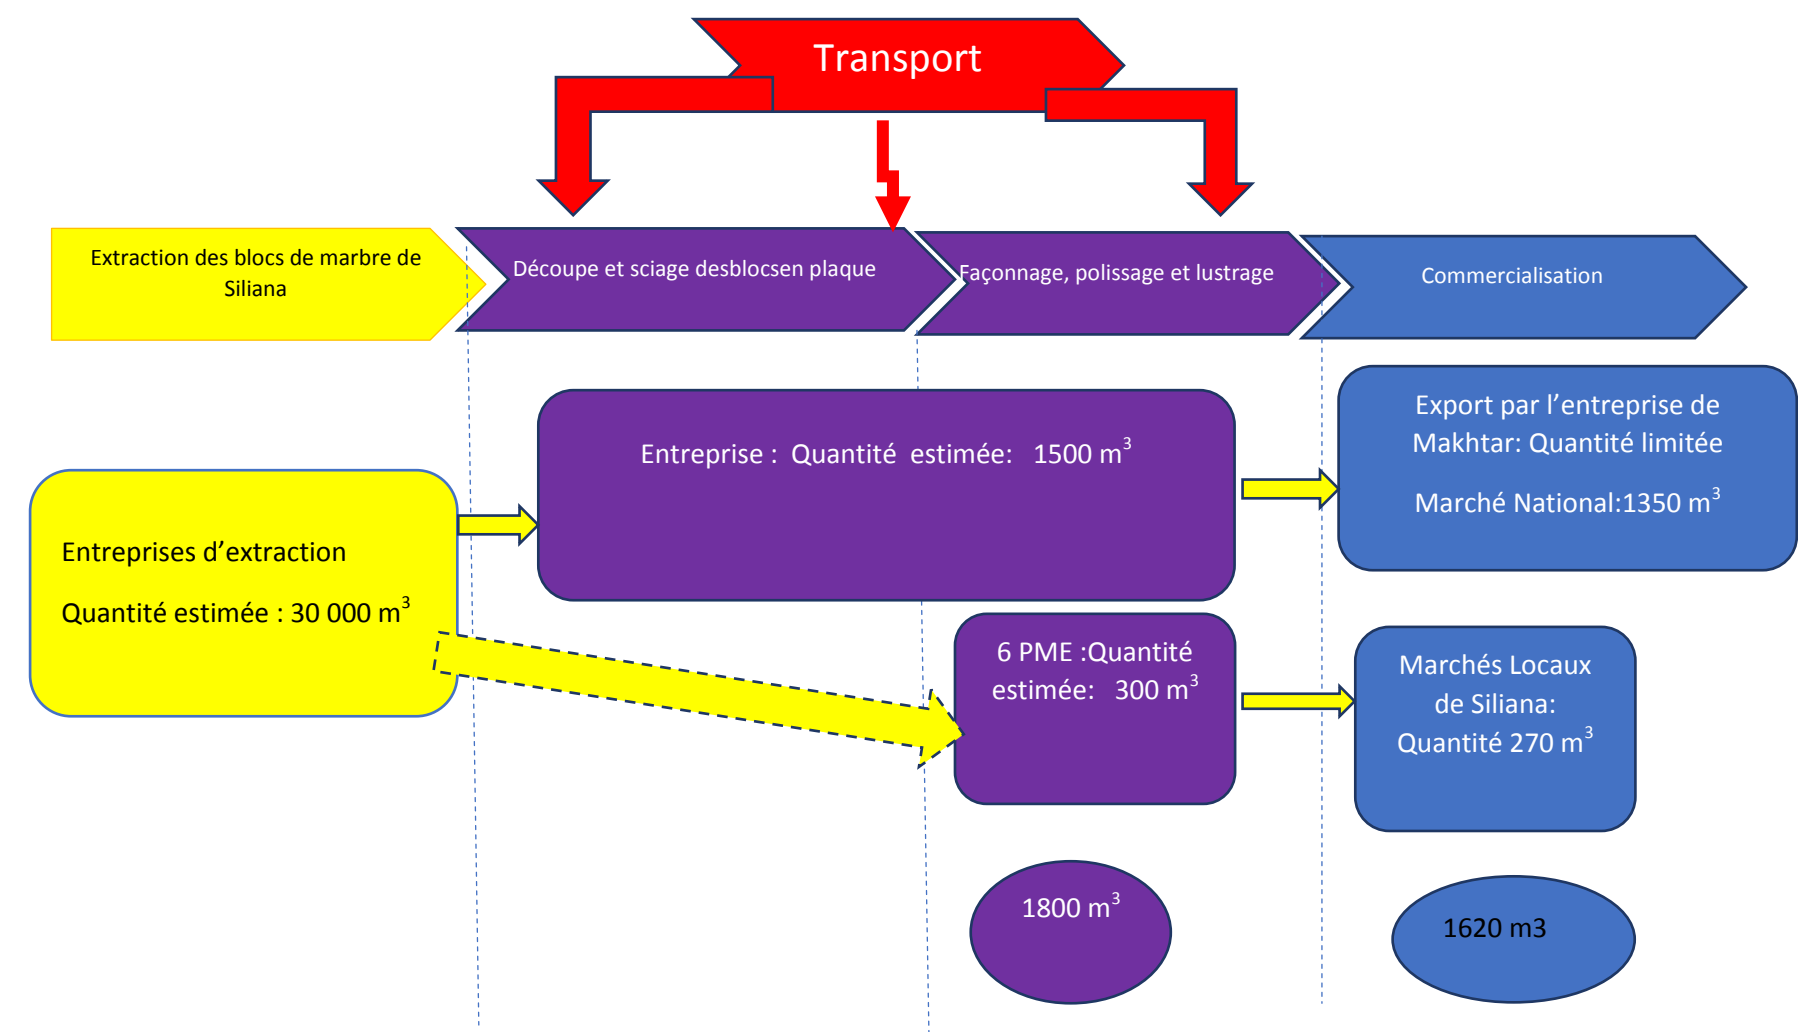 Transport
Extraction des blocs de marbre de
Siliana
Découpe et sciage desblocsen plaque
Façonnage, polissage et lustrage
Commercialisation
Entreprises d’extraction
Quantité estimée : 30 000 m³
Entreprise : Quantité estimée: 1500 m³
Export par l’entreprise de
Makhtar: Quantité limitée
Marché National:1350 m³
6 PME :Quantité
estimée: 300 m³
Marchés Locaux
de Siliana:
Quantité 270 m³
1800 m³
1620 m3